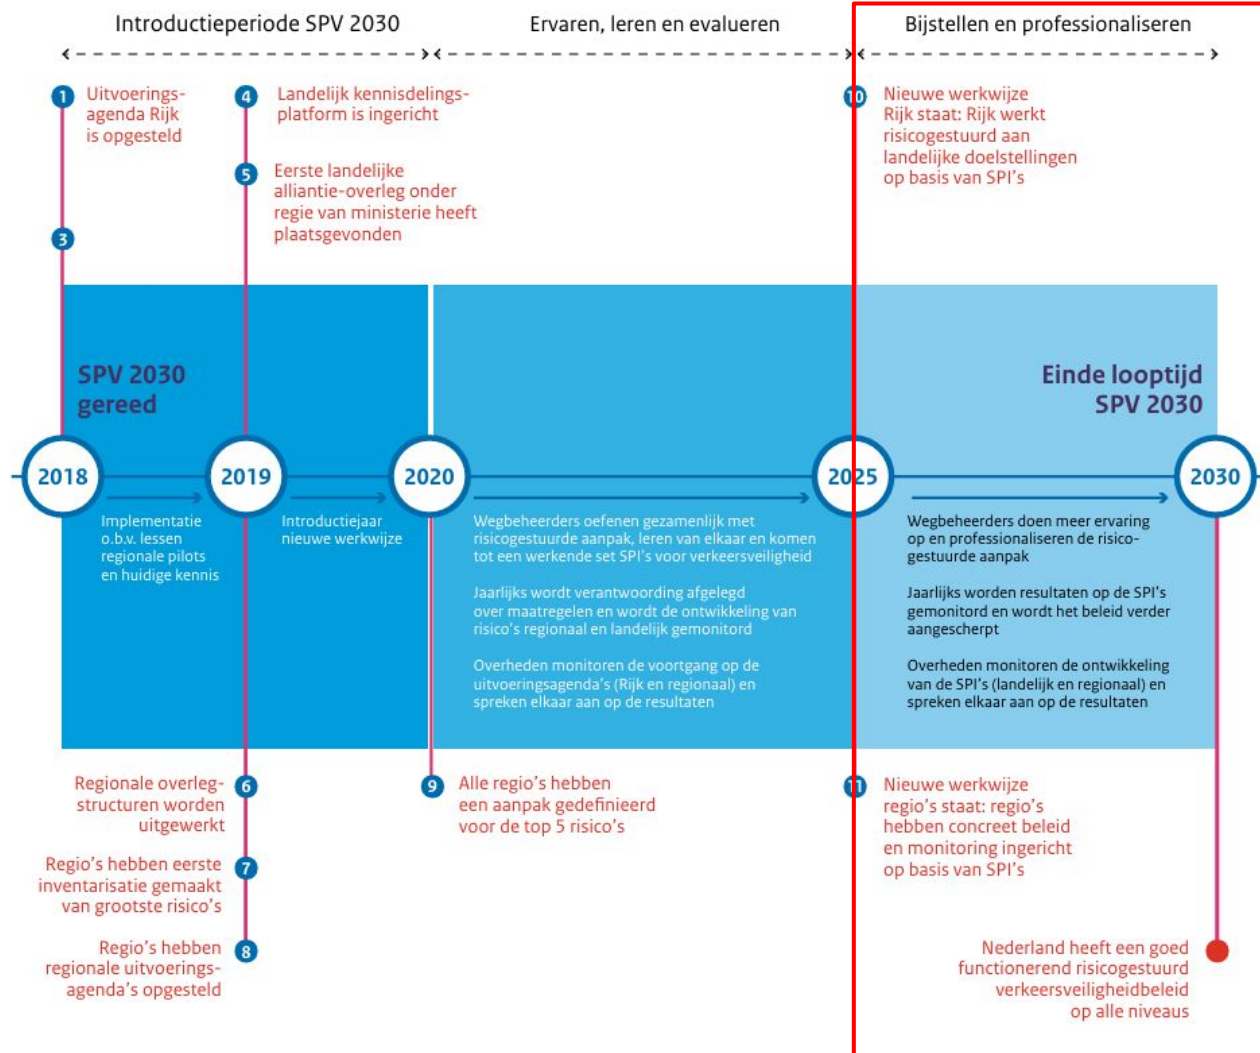 Introductieperiode SPV 2030
Ervaren, leren en evalueren
Bijstellen en professionaliseren
1
Uitvoerings-
agenda Rijk
is opgesteld
3
4
Landelijk kennisdelings-
platform is ingericht
5
Eerste landelijke
alliantie-overleg onder
regie van ministerie heeft
plaatsgevonden
10
Nieuwe werkwijze
Rijk staat: Rijk werkt
risicogestuurd aan
landelijke doelstellingen
op basis van SPI's
SPV 2030
gereed
Einde looptijd
SPV 2030
2018
2019
2020
2025
2030
Implementatie
o.b.v. lessen
regionale pilots
en huidige kennis
Introductiejaar
nieuwe werkwijze
Wegbeheerders oefenen gezamenlijk met
risicogestuurde aanpak, leren van elkaar en komen
tot een werkende set SPI's voor verkeersveiligheid
Jaarlijks wordt verantwoording afgelegd
over maatregelen en wordt de ontwikkeling van
risico's regionaal en landelijk gemonitord
Overheden monitoren de voortgang op de
uitvoeringsagenda's (Rijk en regionaal) en
spreken elkaar aan op de resultaten
Wegbeheerders doen meer ervaring
op en professionaliseren de risico-
gestuurde aanpak
Jaarlijks worden resultaten op de SPI's
gemonitord en wordt het beleid verder
aangescherpt
Overheden monitoren de ontwikkeling
van de SPI's (landelijk en regionaal) en
spreken elkaar aan op de resultaten
Regionale overleg-
structuren worden
uitgewerkt
6
Regio's hebben eerste
inventarisatie gemaakt
van grootste risico's
7
Regio's hebben
regionale uitvoerings-
agenda's opgesteld
8
9
Alle regio's hebben
een aanpak gedefinieerd
voor de top 5 risico's
11
Nieuwe werkwijze
regio's staat: regio's
hebben concreet beleid
en monitoring ingericht
op basis van SPI's
Nederland heeft een goed
functionerend risicogestuurd
verkeersveiligheidbeleid
op alle niveaus